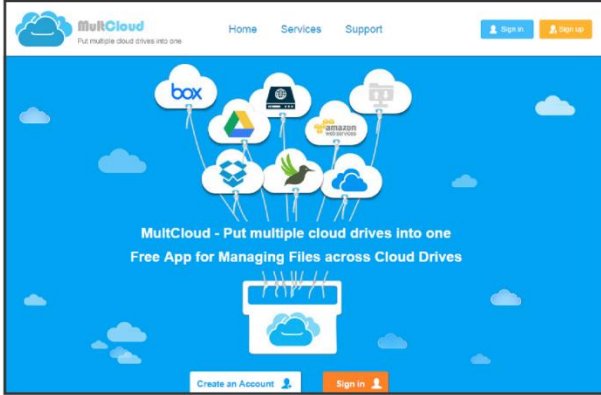 MultCloud
Put multiple cloud drives into one
Home Services Support
Sign in Sign up
box
amazon
web services
MultCloud - Put multiple cloud drives into one
Free App for Managing Files across Cloud Drives
Create an Account Sign in